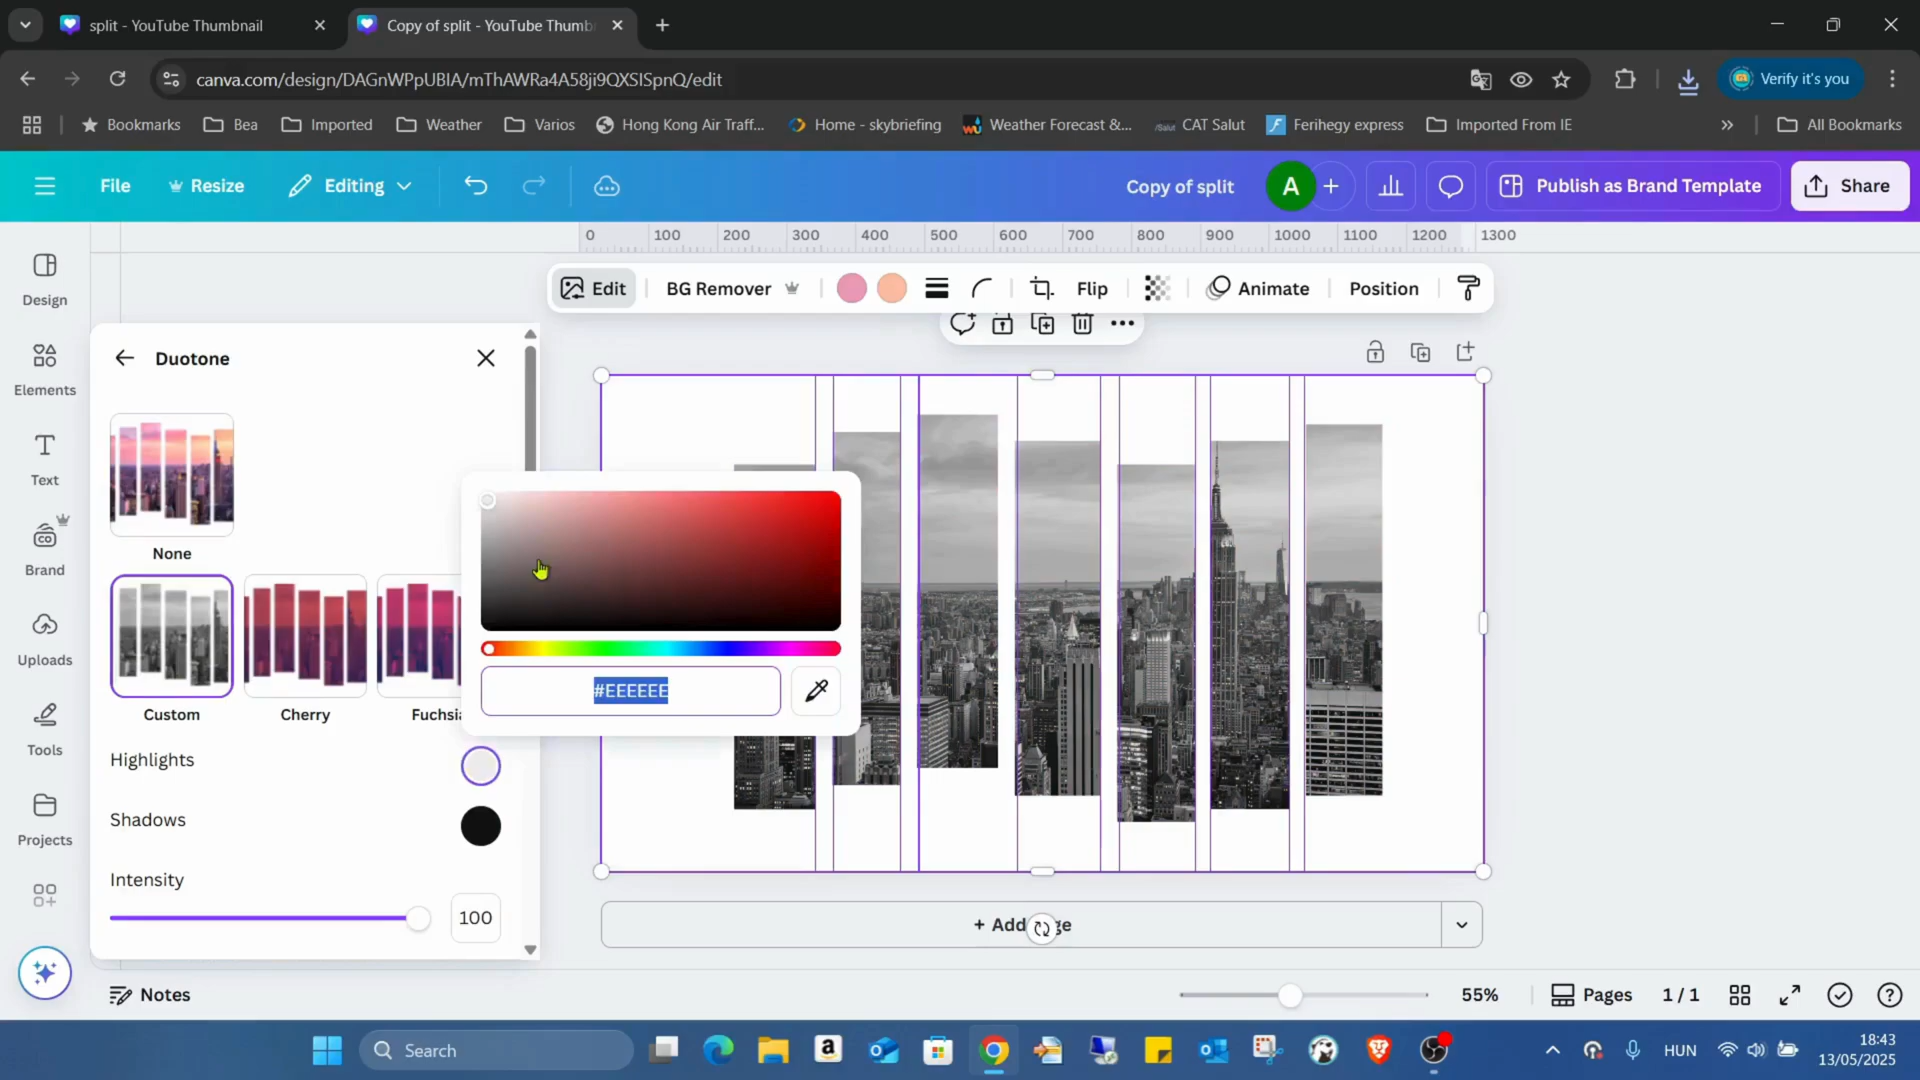 split - YouTube Thumbnail
Copy of split - YouTube Thumb
canva.com/design/DAGnWPpUBIA/mThAWRa4A58ji9QXSISpnQ/edit
Verify it's you
Bookmarks
Bea
Imported
Weather
Varios
Hong Kong Air Traff...
Home - skybriefing
Weather Forecast &...
CAT Salut
Ferihegy express
Imported From IE
»
All Bookmarks
File
Resize
Editing
Copy of split
A
+
Publish as Brand Template
Share
0 100 200 300 400 500 600 700 800 900 1000 1100 1200 1300
Edit
BG Remover
Flip
Animate
Position
Design
Elements
Text
Brand
Uploads
Tools
Projects
Duotone
None
Custom
Cherry
Fuchsia
#EEEEEE
Highlights
Shadows
Intensity
100
+ Add
ge
Notes
55%
Pages
1 / 1
Search
HUN
18:43
13/05/2025